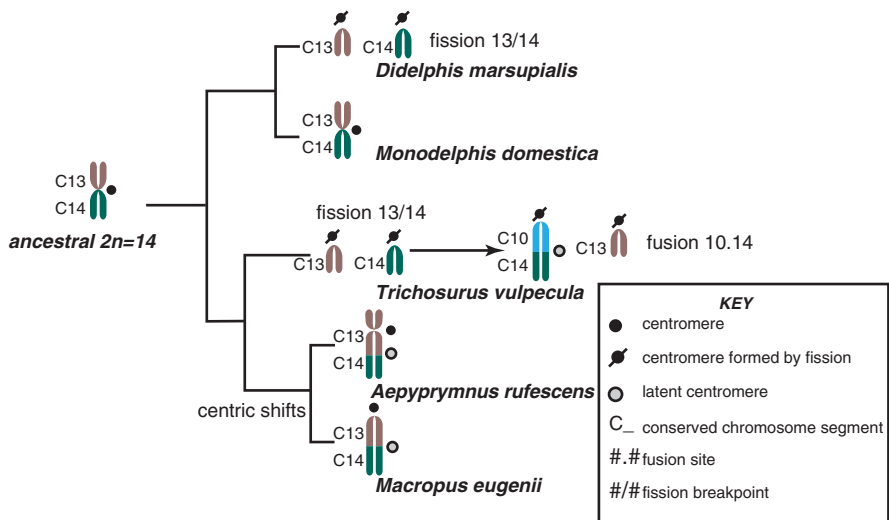 C13
C14
fission 13/14
Didelphis marsupialis
C13
C14
Monodelphis domestica
C13
C14
ancestral 2n=14
fission 13/14
C13
C14
C10
C14
C13
fusion 10.14
Trichosurus vulpecula
C13
C14
Aepyprymnus rufescens
centric shifts
C13
C14
Macropus eugenii
KEY
centromere
centromere formed by fission
latent centromere
C_ conserved chromosome segment
#.# fusion site
#/# fission breakpoint